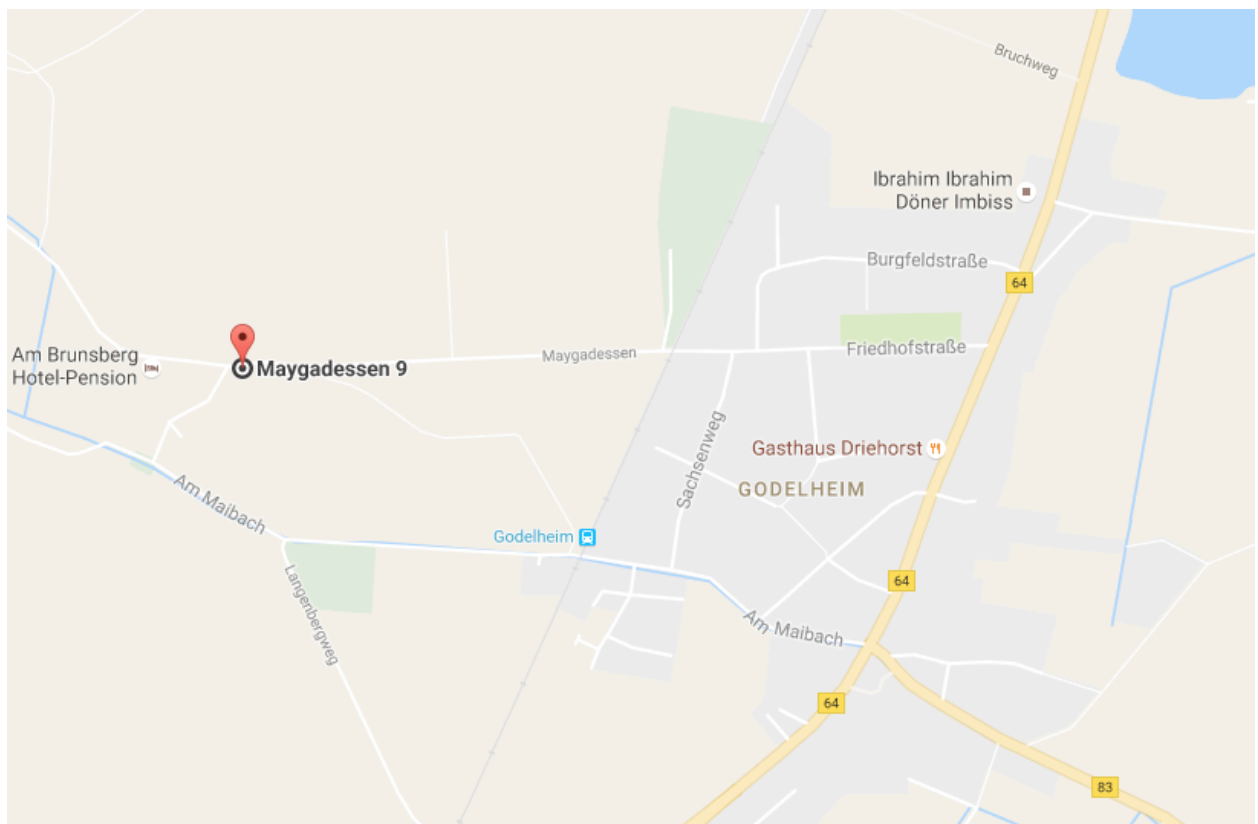 Bruchweg
Ibrahim Ibrahim
Döner Imbiss
Burgfeldstraße
64
Am Brunsberg
Hotel-Pension
Maygadessen 9
Maygadessen
Friedhofstraße
Sachsenweg
Gasthaus Driehorst
GODELHEIM
Am Maibach
Godelheim
Langenbergweg
64
Am Maibach
64
83